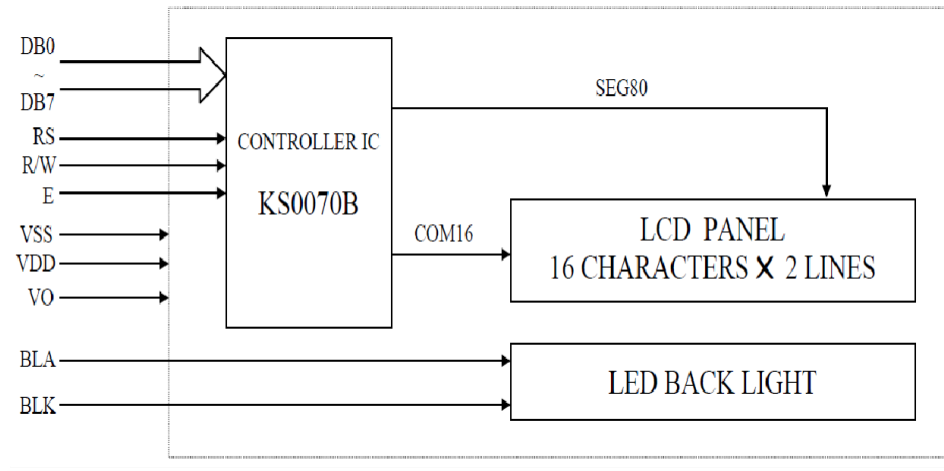 DB0
~
DB7
RS
R/W
E
VSS
VDD
VO
BLA
BLK
CONTROLLER IC
KS0070B
SEG80
COM16
LCD PANEL
16 CHARACTERS X 2 LINES
LED BACK LIGHT